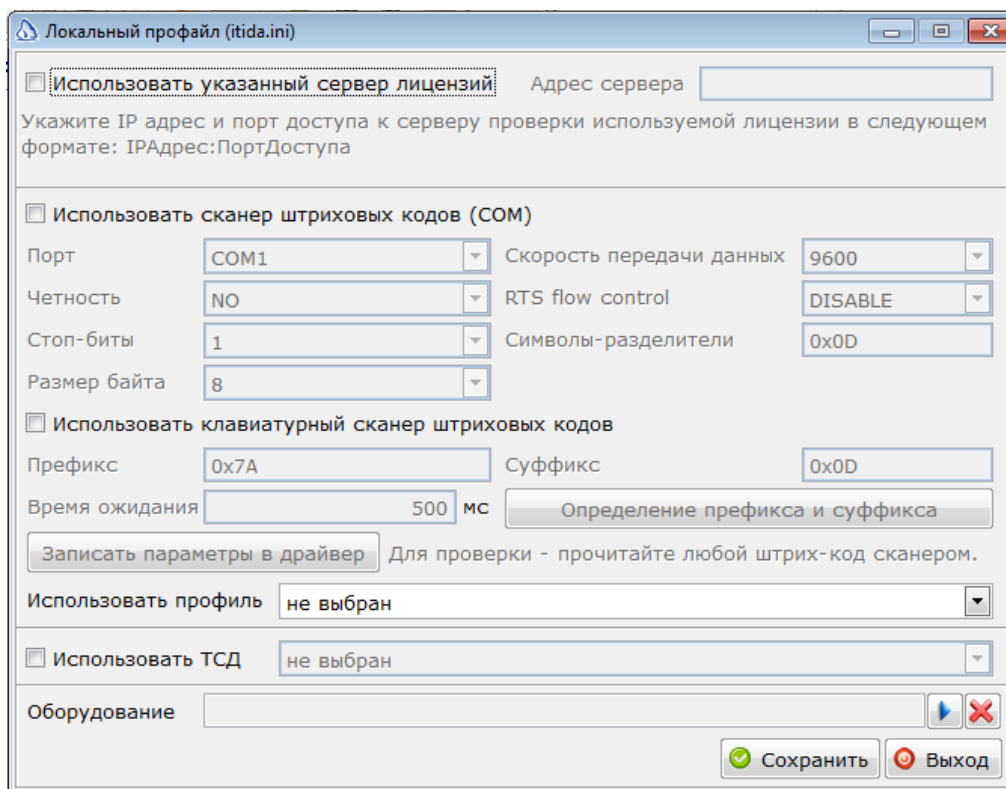 Локальный профайл (itida.ini)
Использовать указанный сервер лицензий Адрес сервера
Укажите IP адрес и порт доступа к серверу проверки используемой лицензии в следующем
формате: IPАдрес:ПортДоступа
Использовать сканер штриховых кодов (COM)
Порт COM1 Скорость передачи данных 9600
Четность NO RTS flow control DISABLE
Стоп-биты 1 Символы-разделители 0x0D
Размер байта 8
Использовать клавиатурный сканер штриховых кодов
Префикс 0x7A Суффикс 0x0D
Время ожидания 500 мс Определение префикса и суффикса
Записать параметры в драйвер Для проверки - прочитайте любой штрих-код сканером.
Использовать профиль не выбран
Использовать ТСД не выбран
Оборудование
Сохранить Выход